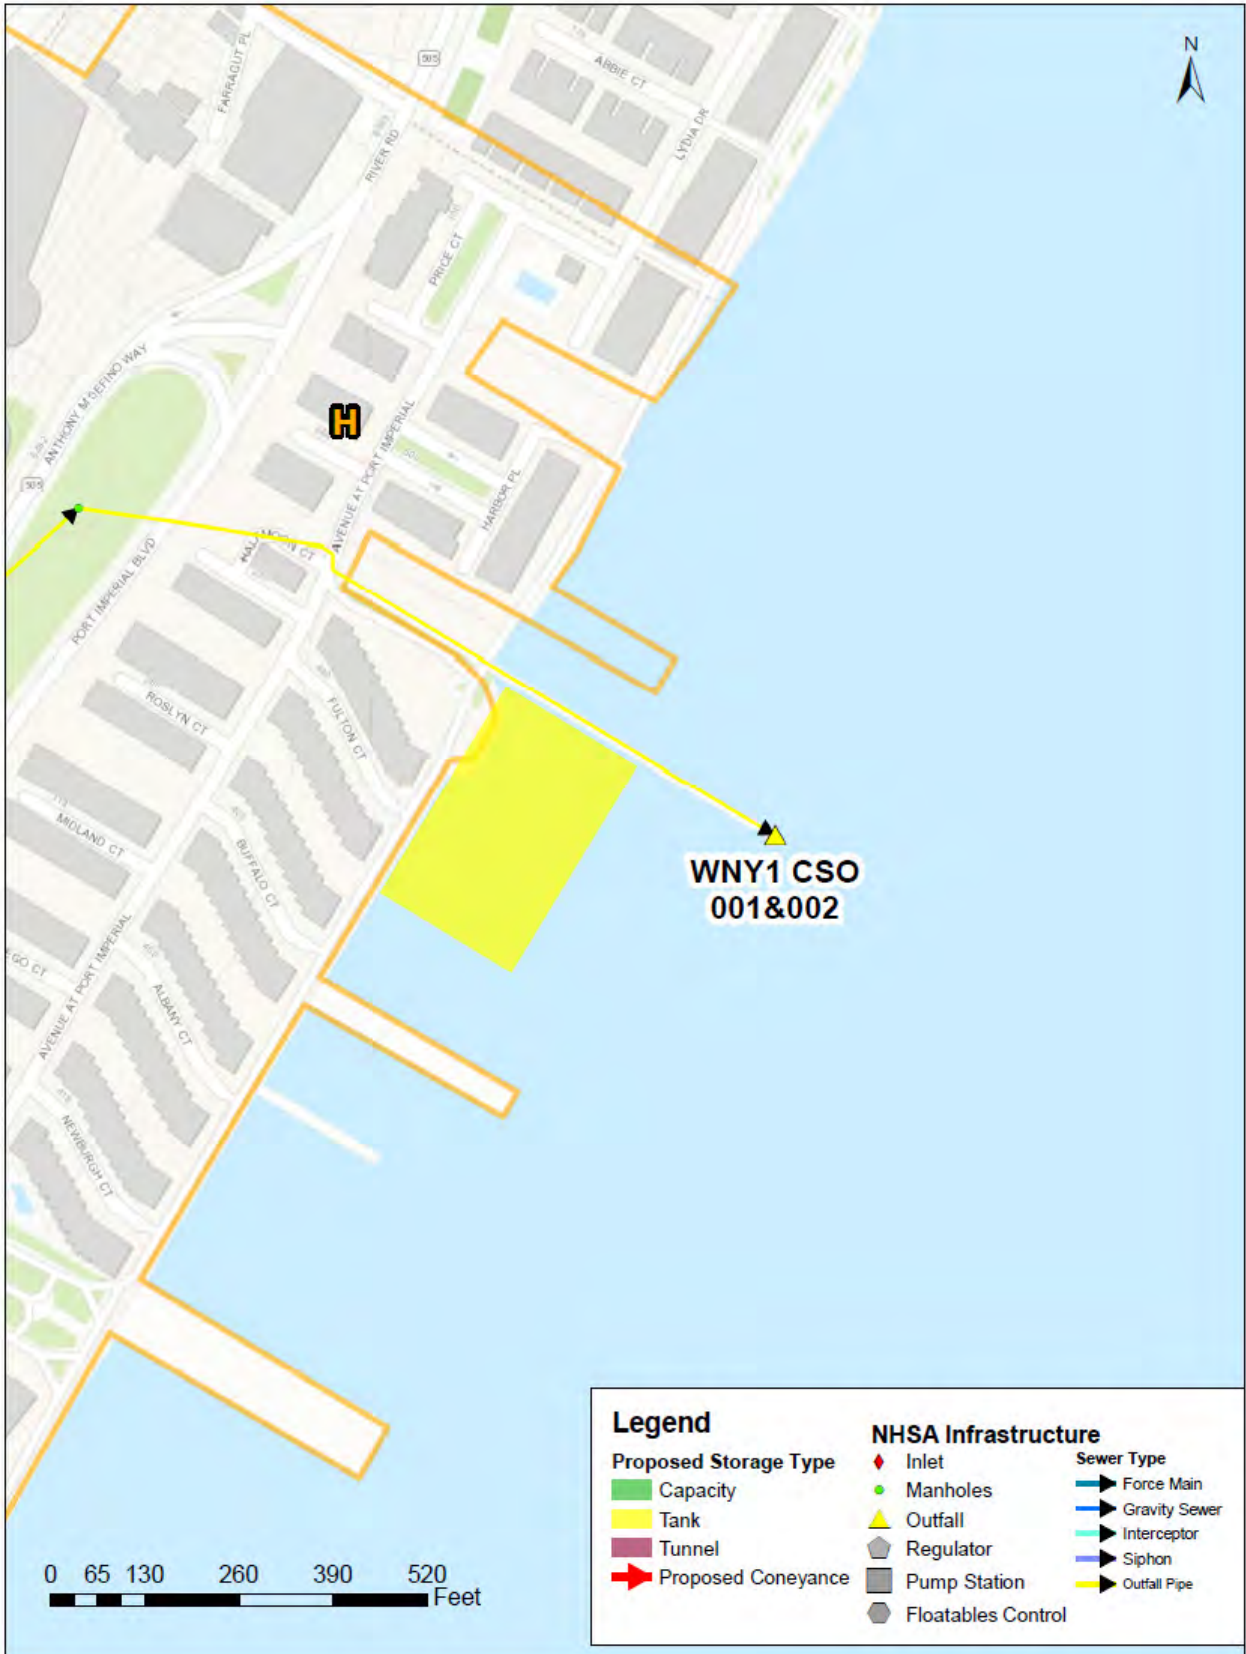 N
FARRAGUT PL
505
ABBIE CT
RIVER RD
LYDIA DR
PRICE CT
ANTHONY M DEFINO WAY
H
AVENUE AT PORT IMPERIAL
505
HARBOR PL
PORT IMPERIAL BLVD
ROSLYN CT
FULTON CT
MIDLAND CT
BUFFALO CT
WNY1 CSO
001&002
EGO CT
AVENUE AT PORT IMPERIAL
ALBANY CT
NEWBURGH CT
Legend
Proposed Storage Type
Capacity
Tank
Tunnel
Proposed Coneyance
NHSA Infrastructure
Inlet
Manholes
Outfall
Regulator
Pump Station
Floatables Control
Sewer Type
Force Main
Gravity Sewer
Interceptor
Siphon
Outfall Pipe
0 65 130 260 390 520
Feet